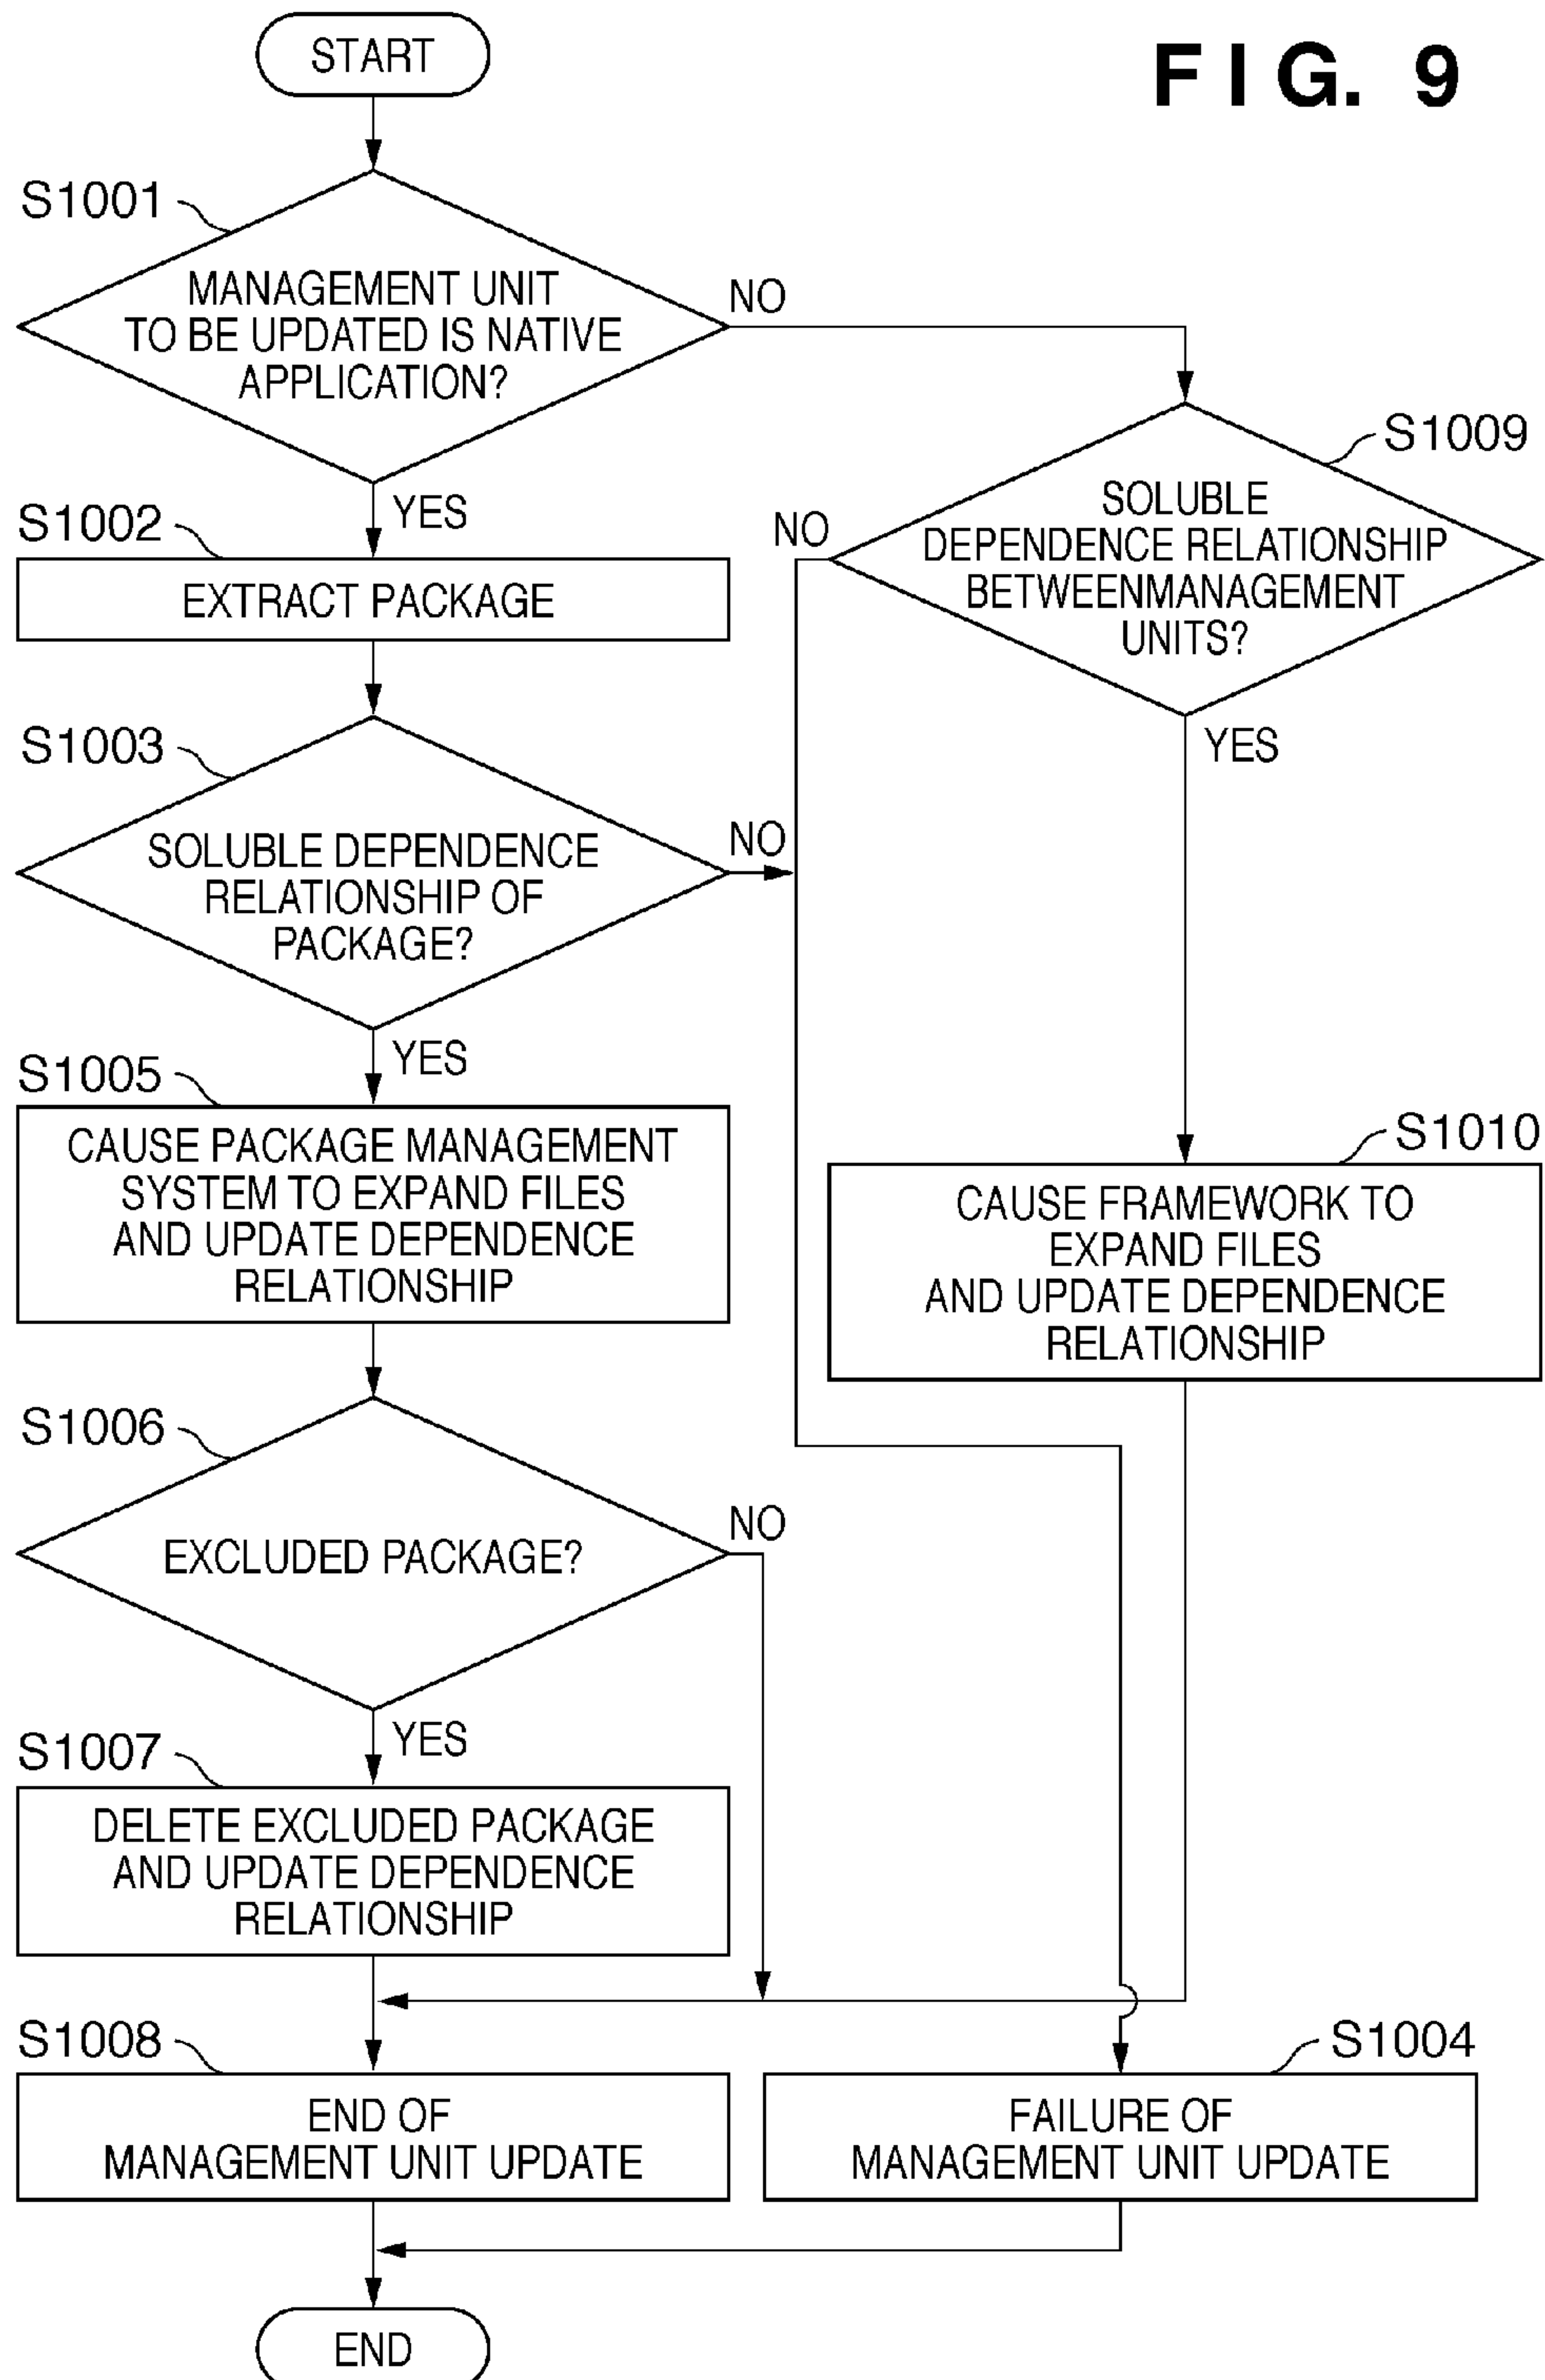 START
FIG. 9
S1001
MANAGEMENT UNIT
TO BE UPDATED IS NATIVE
APPLICATION?
NO
YES
S1002
EXTRACT PACKAGE
S1009
SOLUBLE
DEPENDENCE RELATIONSHIP
BETWEENMANAGEMENT
UNITS?
NO
YES
S1003
SOLUBLE DEPENDENCE
RELATIONSHIP OF
PACKAGE?
NO
YES
S1005
CAUSE PACKAGE MANAGEMENT
SYSTEM TO EXPAND FILES
AND UPDATE DEPENDENCE
RELATIONSHIP
S1010
CAUSE FRAMEWORK TO
EXPAND FILES
AND UPDATE DEPENDENCE
RELATIONSHIP
S1006
EXCLUDED PACKAGE?
NO
YES
S1007
DELETE EXCLUDED PACKAGE
AND UPDATE DEPENDENCE
RELATIONSHIP
S1008
END OF
MANAGEMENT UNIT UPDATE
S1004
FAILURE OF
MANAGEMENT UNIT UPDATE
END